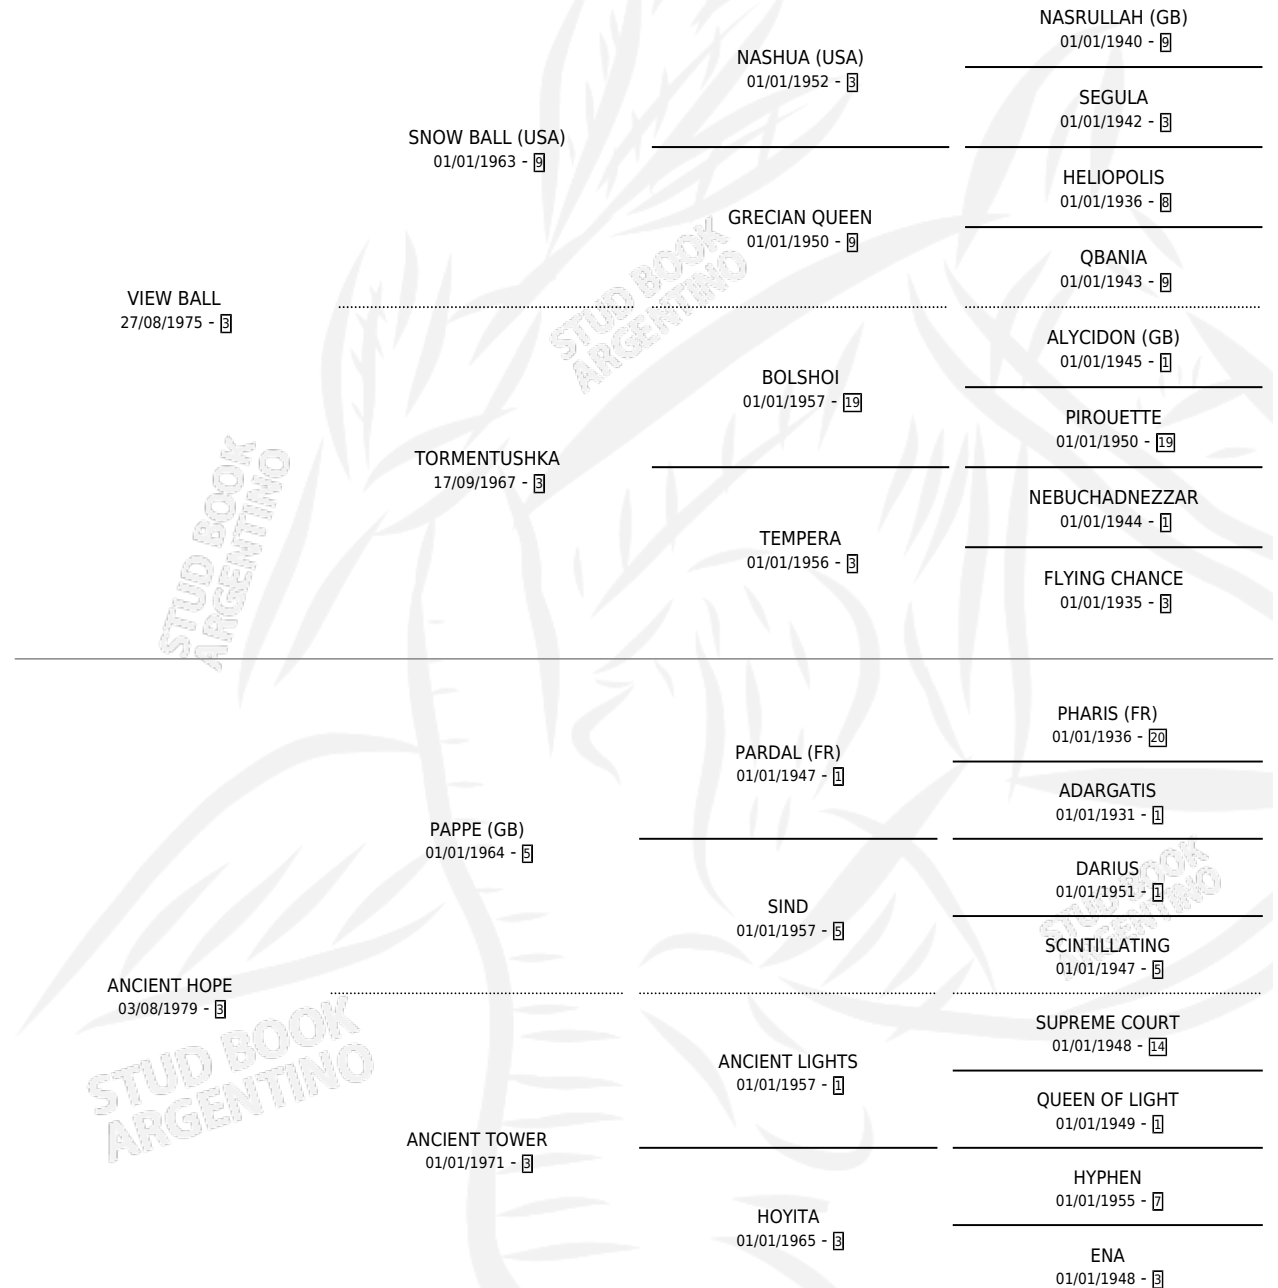 NASRULLAH (GB)
01/01/1940 - 9
NASHUA (USA)
01/01/1952 - 3
SEGULA
01/01/1942 - 3
SNOW BALL (USA)
01/01/1963 - 9
HELIOPOLIS
01/01/1936 - 8
GRECIAN QUEEN
01/01/1950 - 9
QBANIA
01/01/1943 - 9
VIEW BALL
27/08/1975 - 3
ALYCIDON (GB)
01/01/1945 - 1
BOLSHOI
01/01/1957 - 19
PIROUETTE
01/01/1950 - 19
TORMENTUSHKA
17/09/1967 - 3
NEBUCHADNEZZAR
01/01/1944 - 1
TEMPERA
01/01/1956 - 3
FLYING CHANCE
01/01/1935 - 3
STUD BOOK
ARGENTINO
STUD BOOK
ARGENTINO
PHARIS (FR)
01/01/1936 - 20
PARDAL (FR)
01/01/1947 - 1
ADARGATIS
01/01/1931 - 1
PAPPE (GB)
01/01/1964 - 5
DARIUS
01/01/1951 - 1
SIND
01/01/1957 - 5
SCINTILLATING
01/01/1947 - 5
ANCIENT HOPE
03/08/1979 - 3
SUPREME COURT
01/01/1948 - 14
ANCIENT LIGHTS
01/01/1957 - 1
QUEEN OF LIGHT
01/01/1949 - 1
ANCIENT TOWER
01/01/1971 - 3
HYPHEN
01/01/1955 - 7
HOYITA
01/01/1965 - 3
ENA
01/01/1948 - 3
STUD BOOK
ARGENTINO
STUD BOOK
ARGENTINO